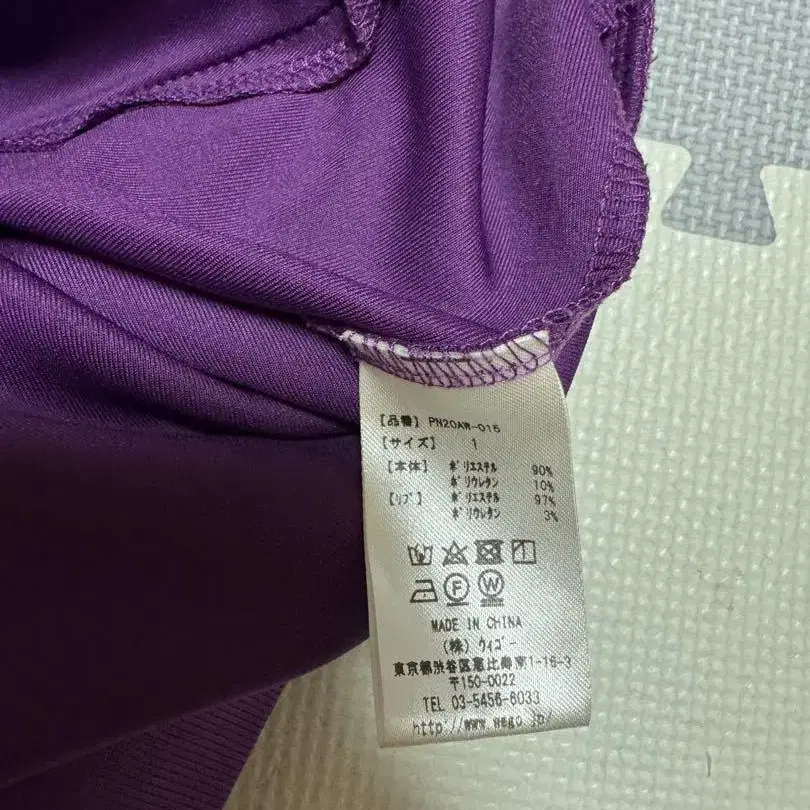 【品番】 PN20AW-015
【サイズ】 1
【本体】 ポリエステル 90%
ポリウレタン 10%
【リブ】 ポリエステル 97%
ポリウレタン 3%
F W
MADE IN CHINA
(株) ウィゴー
東京都渋谷区恵比寿南1-16-3
〒150-0022
TEL 03-5456-6033
http://www.wego.jp/